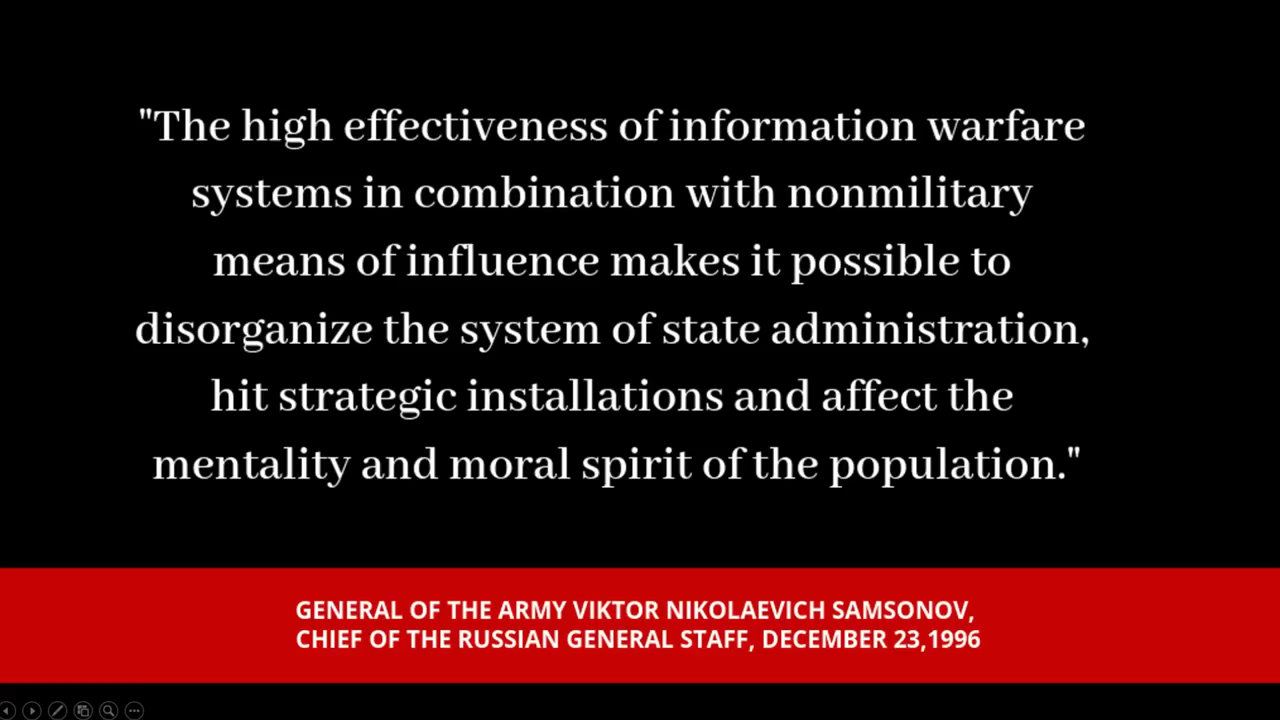 "The high effectiveness of information warfare
systems in combination with nonmilitary
means of influence makes it possible to
disorganize the system of state administration,
hit strategic installations and affect the
mentality and moral spirit of the population."
GENERAL OF THE ARMY VIKTOR NIKOLAEVICH SAMSONOV,
CHIEF OF THE RUSSIAN GENERAL STAFF, DECEMBER 23,1996